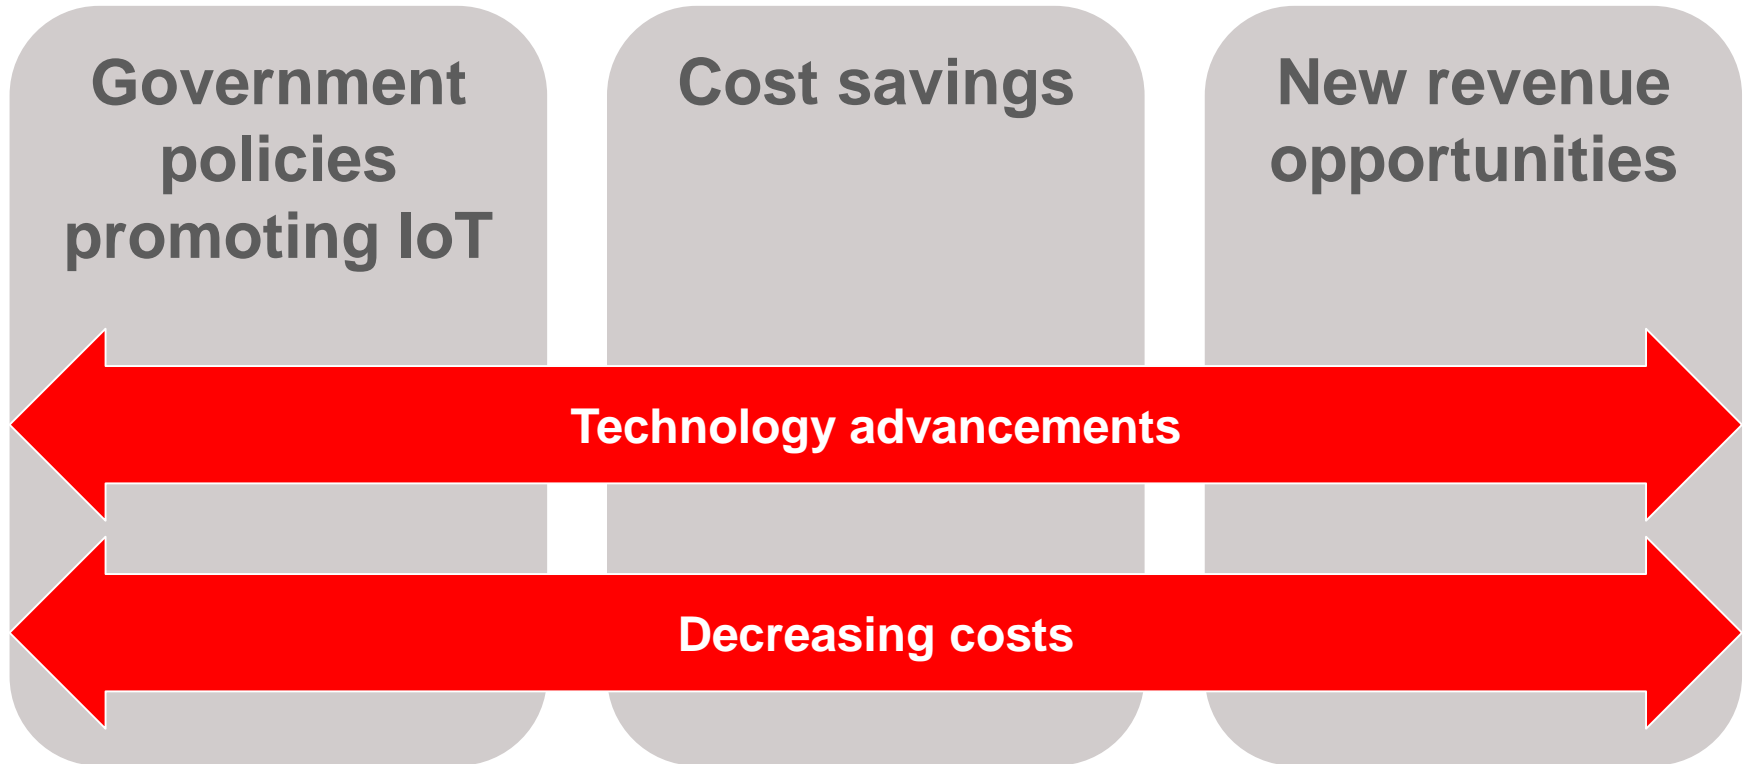 Government
policies
promoting IoT
Cost savings
New revenue
opportunities
Technology advancements
Decreasing costs